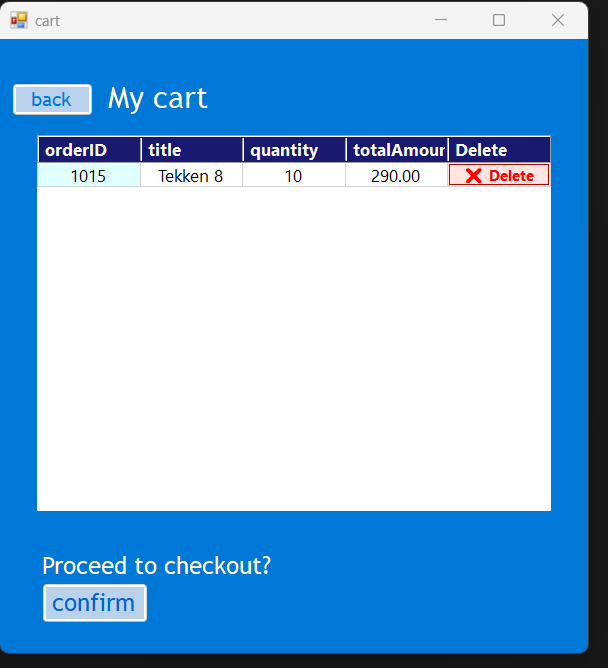 cart
back My cart
orderID title quantity totalAmour Delete
1015 Tekken 8 10 290.00 Delete
Proceed to checkout?
confirm